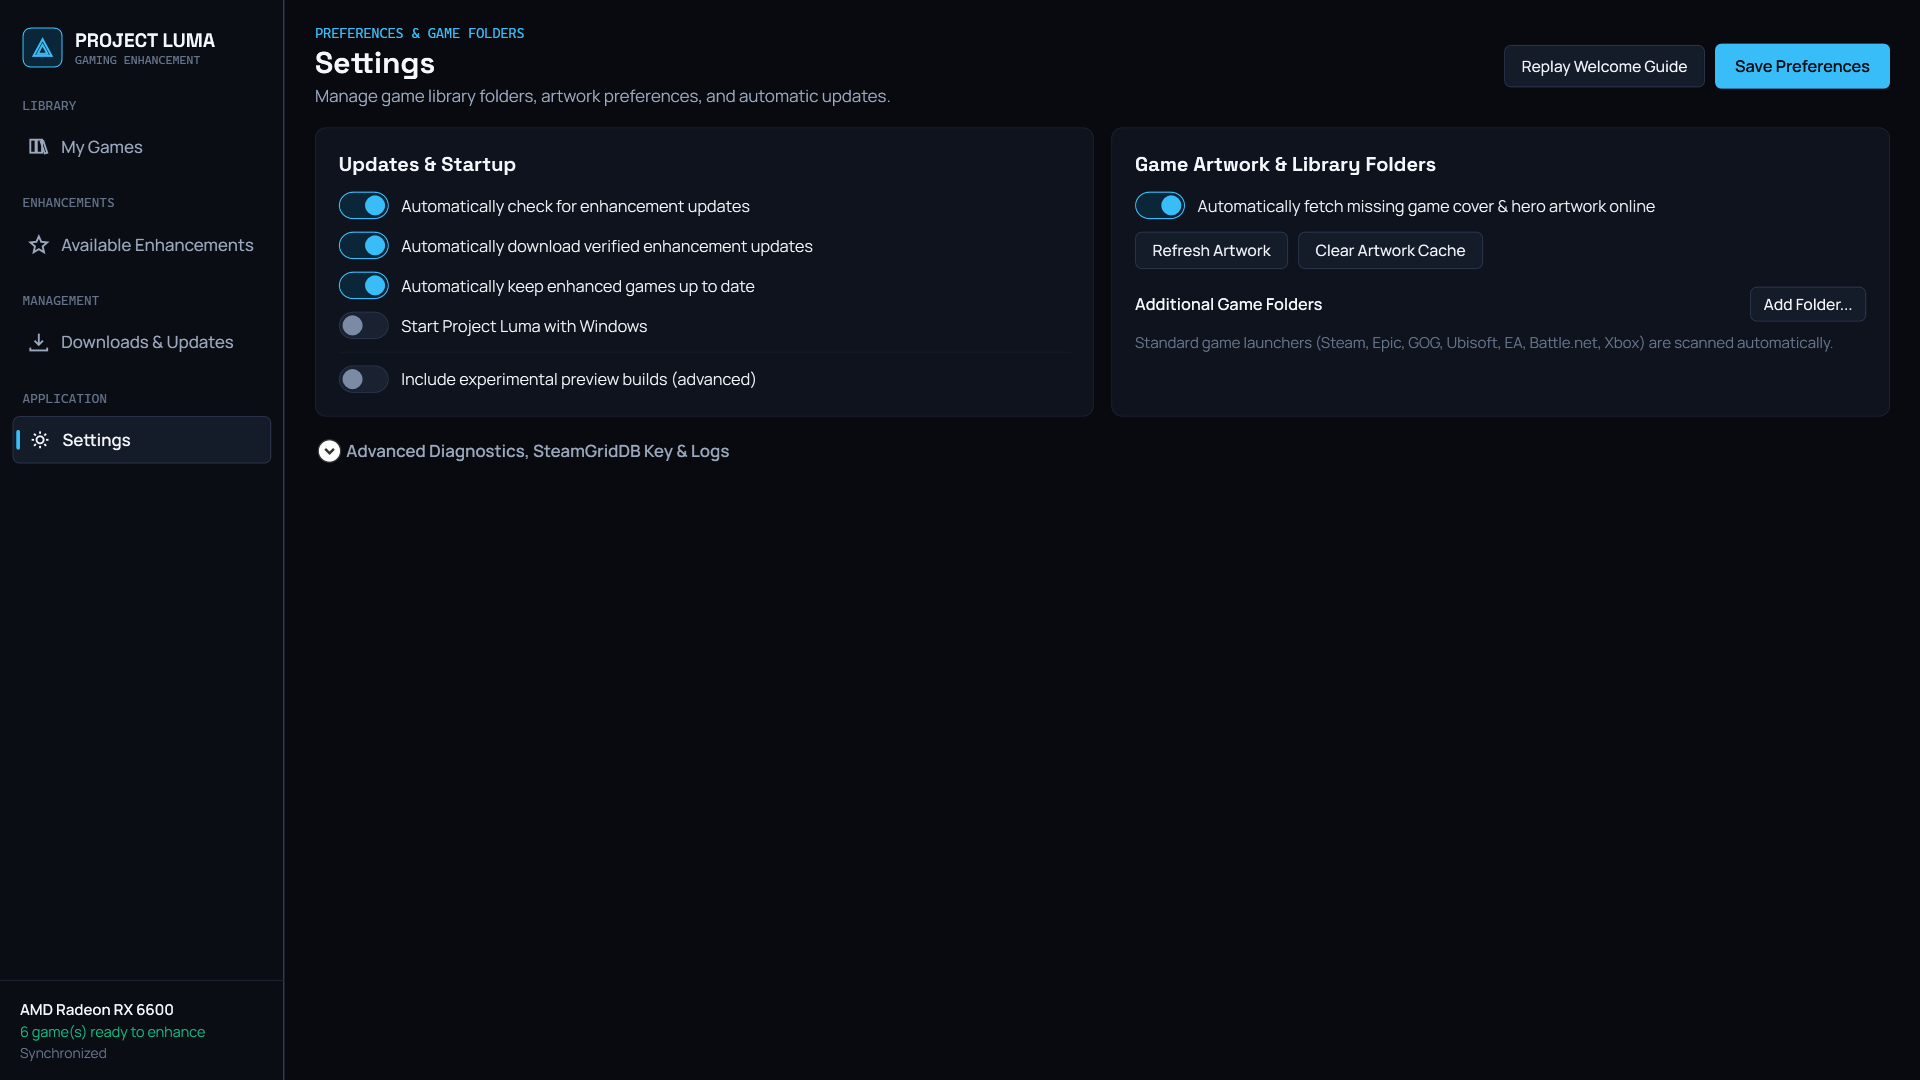 PROJECT LUMA
GAMING ENHANCEMENT
LIBRARY
My Games
ENHANCEMENTS
Available Enhancements
MANAGEMENT
Downloads & Updates
APPLICATION
Settings
AMD Radeon RX 6600
6 game(s) ready to enhance
Synchronized
PREFERENCES & GAME FOLDERS
Settings
Manage game library folders, artwork preferences, and automatic updates.
Replay Welcome Guide
Save Preferences
Updates & Startup
Automatically check for enhancement updates
Automatically download verified enhancement updates
Automatically keep enhanced games up to date
Start Project Luma with Windows
Include experimental preview builds (advanced)
Game Artwork & Library Folders
Automatically fetch missing game cover & hero artwork online
Refresh Artwork
Clear Artwork Cache
Additional Game Folders
Add Folder...
Standard game launchers (Steam, Epic, GOG, Ubisoft, EA, Battle.net, Xbox) are scanned automatically.
Advanced Diagnostics, SteamGridDB Key & Logs